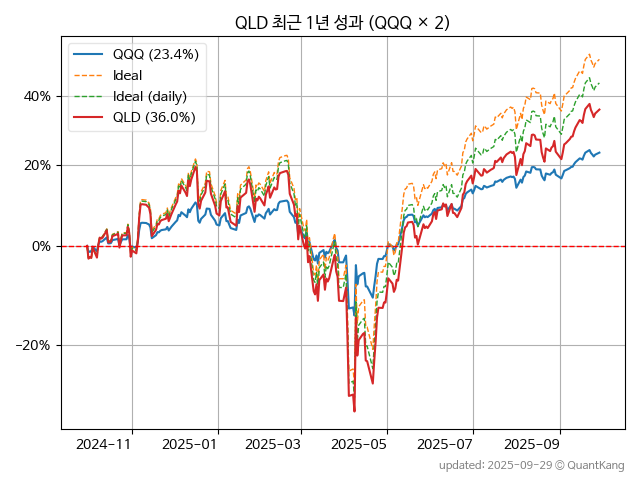 QLD 최근 1년 성과 (QQQ × 2)
QQQ (23.4%)
Ideal
Ideal (daily)
QLD (36.0%)
40%
20%
0%
−20%
2024−11
2025−01
2025−03
2025−05
2025−07
2025−09
updated: 2025−09−29 © QuantKang